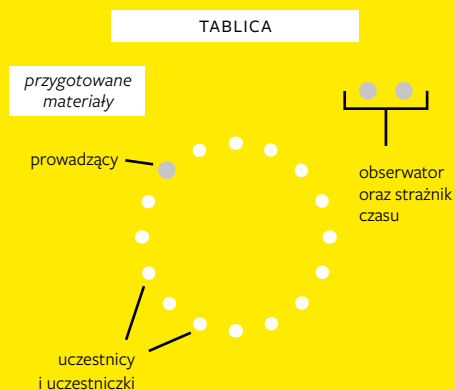 TABLICA
przygotowane
materiały
prowadzący
obserwator
oraz strażnik
czasu
uczestnicy
i uczestniczki